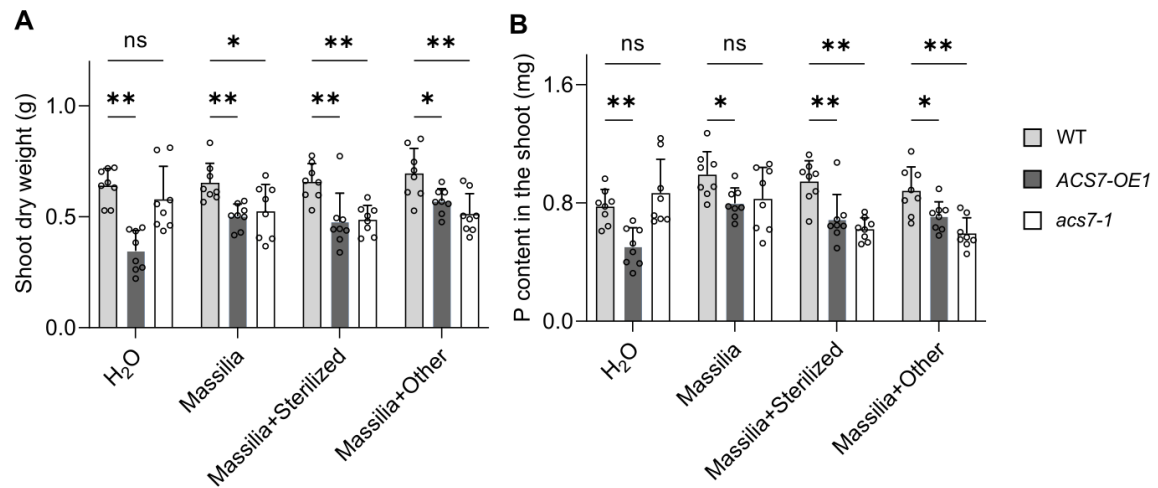 A
Shoot dry weight (g)
1.0
0.5
0.0
ns
*
**
**
**
**
**
*
H₂O
Massilia
Massilia+Sterilized
Massilia+Other
B
P content in the shoot (mg)
1.6
0.8
0.0
ns
ns
**
**
**
*
**
*
H₂O
Massilia
Massilia+Sterilized
Massilia+Other
WT
ACS7-OE1
acs7-1